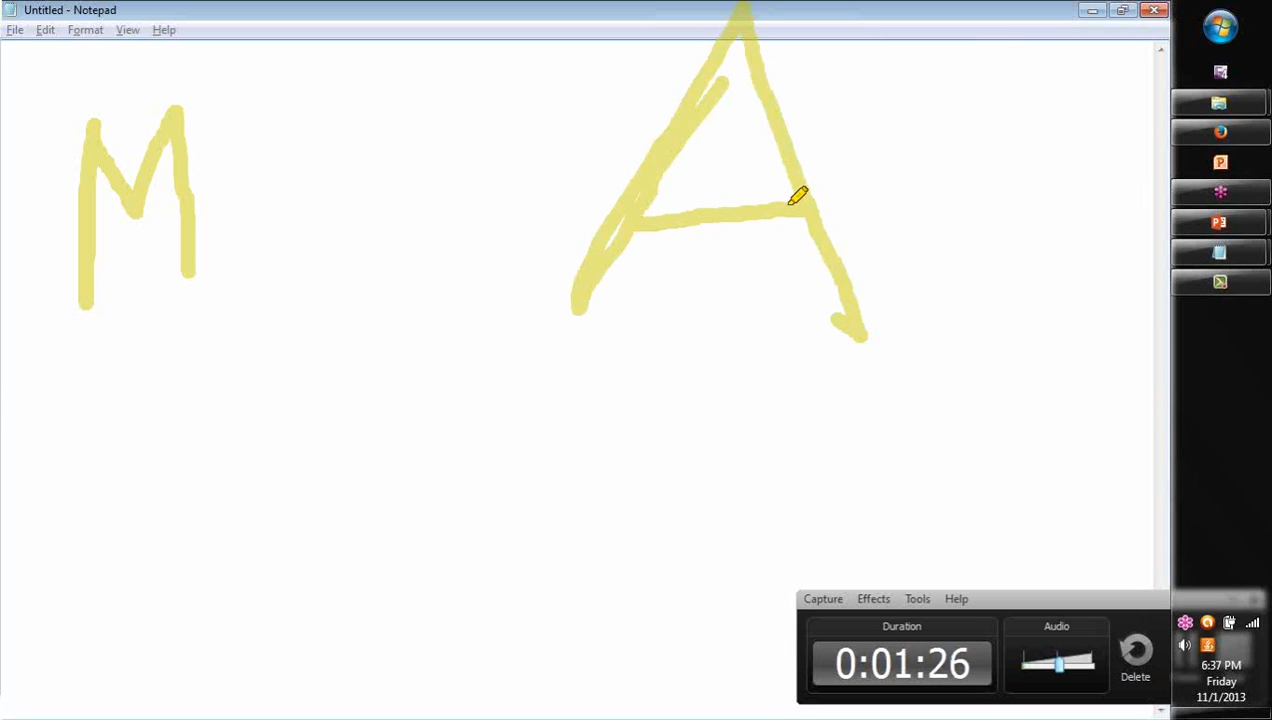 Untitled - Notepad
File Edit Format View Help
M A
Capture Effects Tools Help
Duration Audio
0:01:26
Delete
6:37 PM
Friday
11/1/2013